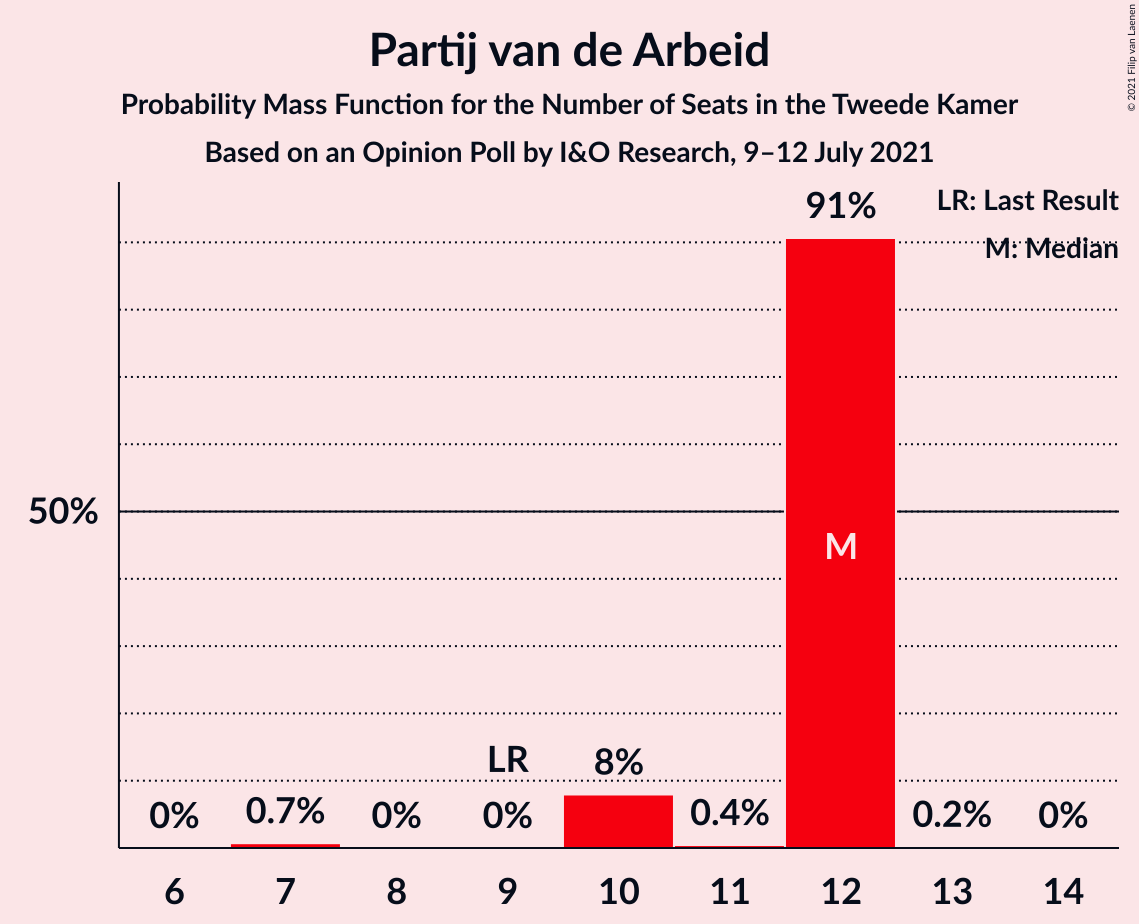 Partij van de Arbeid
Probability Mass Function for the Number of Seats in the Tweede Kamer
Based on an Opinion Poll by I&O Research, 9–12 July 2021
© 2021 Filip van Laenen
LR: Last Result
M: Median
91%
50%
M
LR
8%
0%
0.7%
0%
0%
0.4%
0.2%
0%
6
7
8
9
10
11
12
13
14